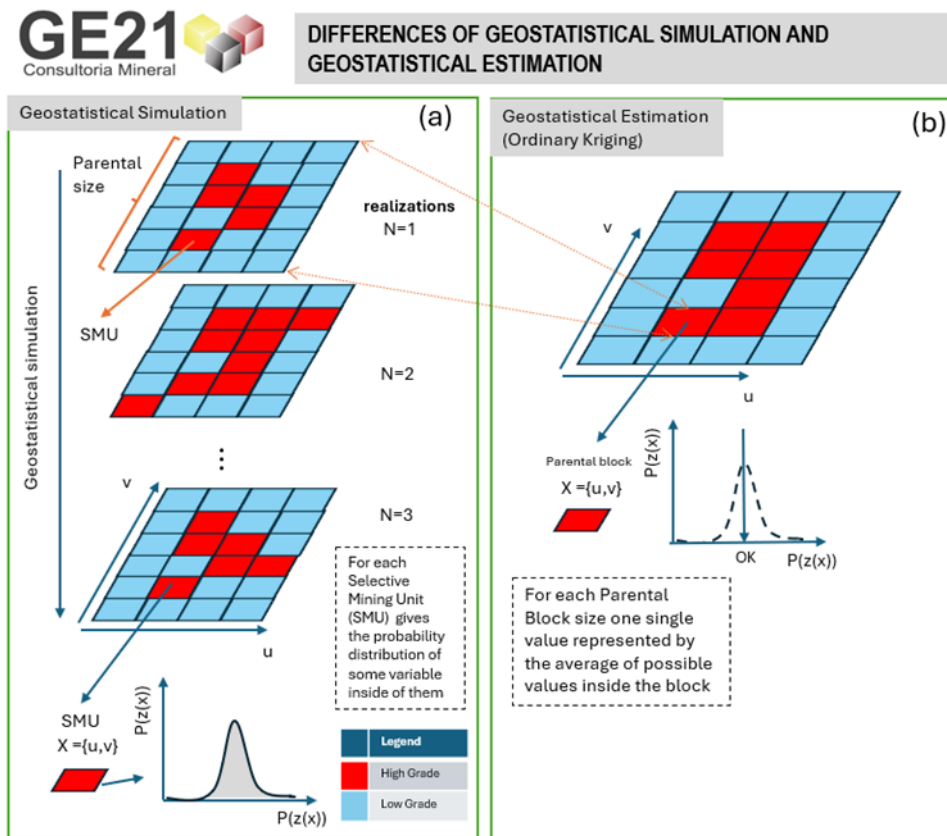 GE21
Consultoria Mineral
DIFFERENCES OF GEOSTATISTICAL SIMULATION AND
GEOSTATISTICAL ESTIMATION
Geostatistical Simulation
(a)
Parental
size
realizations
N=1
SMU
Geostatistical simulation
N=2
⋮
v
N=3
u
For each
Selective
Mining Unit
(SMU) gives
the probability
distribution of
some variable
inside of them
SMU
X ={u,v}
P(z(x))
P(z(x))
Legend
High Grade
Low Grade
Geostatistical Estimation
(Ordinary Kriging)
(b)
v
u
Parental block
X ={u,v}
P(z(x))
OK
P(z(x))
For each Parental
Block size one single
value represented by
the average of possible
values inside the block